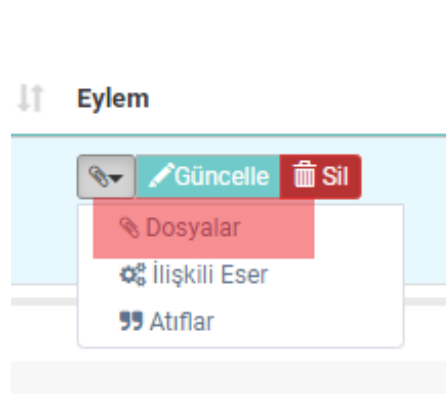 Eylem
Güncelle Sil
Dosyalar
İlişkili Eser
Atıflar